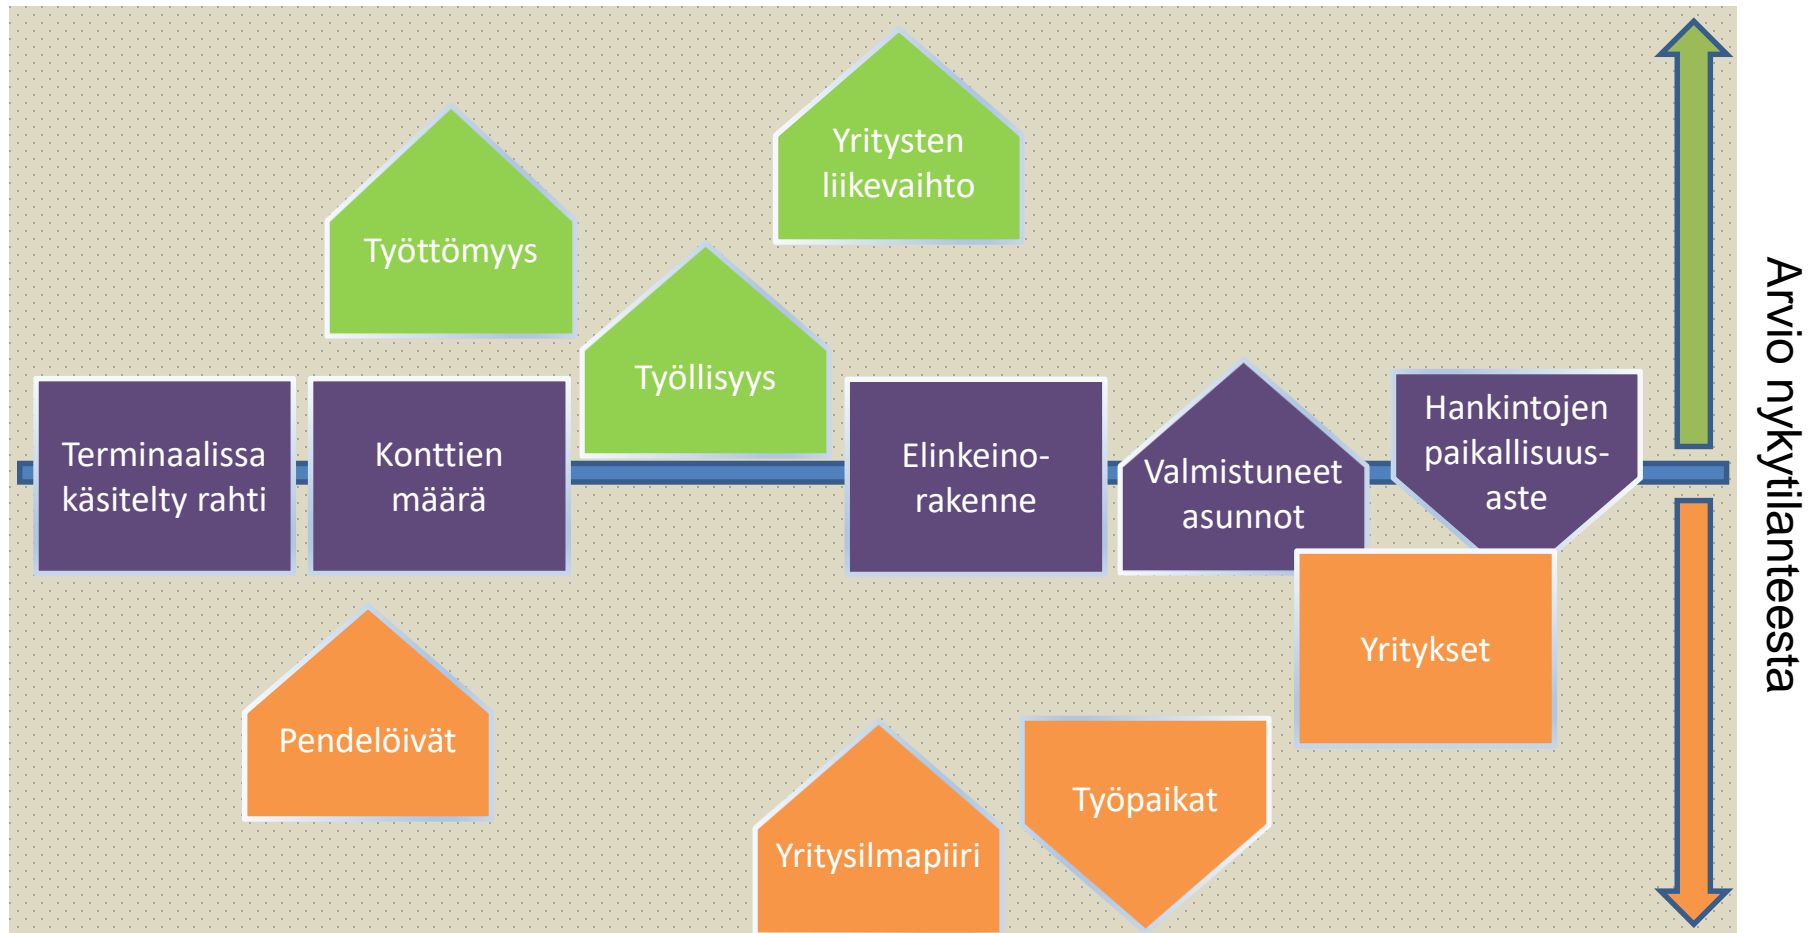 Yritysten
liikevaihto
Työttömyys
Työllisyys
Terminaalissa
käsitelty rahti
Konttien
määrä
Elinkeino-
rakenne
Valmistuneet
asunnot
Hankintojen
paikallisuus-
aste
Yritykset
Pendelöivät
Yritysilmapiiri
Työpaikat
Arvio nykytilanteesta